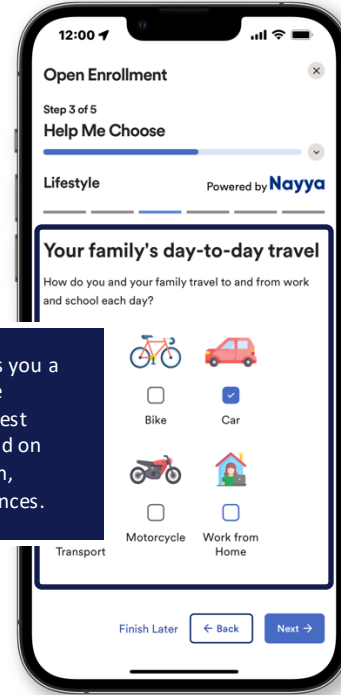 12:00
Open Enrollment
Step 3 of 5
Help Me Choose
Lifestyle
Powered by Nayya
Your family's day-to-day travel
How do you and your family travel to and from work
and school each day?
Bike Car
s you a
est
d on
nces.
Motorcycle Work from
Transport Home
Finish Later ← Back Next →